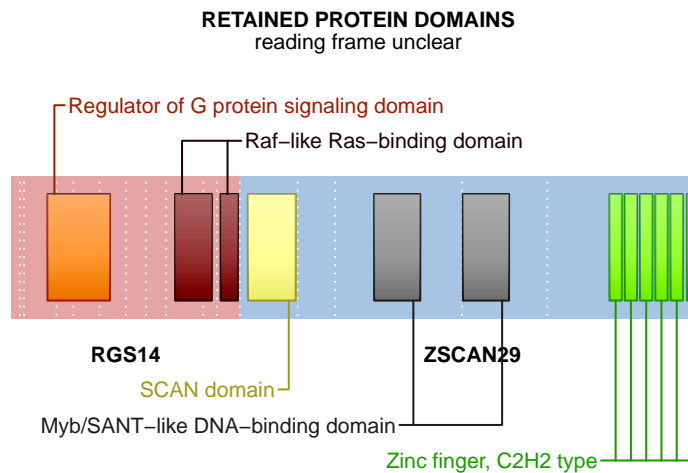 RETAINED PROTEIN DOMAINS
reading frame unclear
Regulator of G protein signaling domain
Raf−like Ras−binding domain
RGS14
ZSCAN29
SCAN domain
Myb/SANT−like DNA−binding domain
Zinc finger, C2H2 type